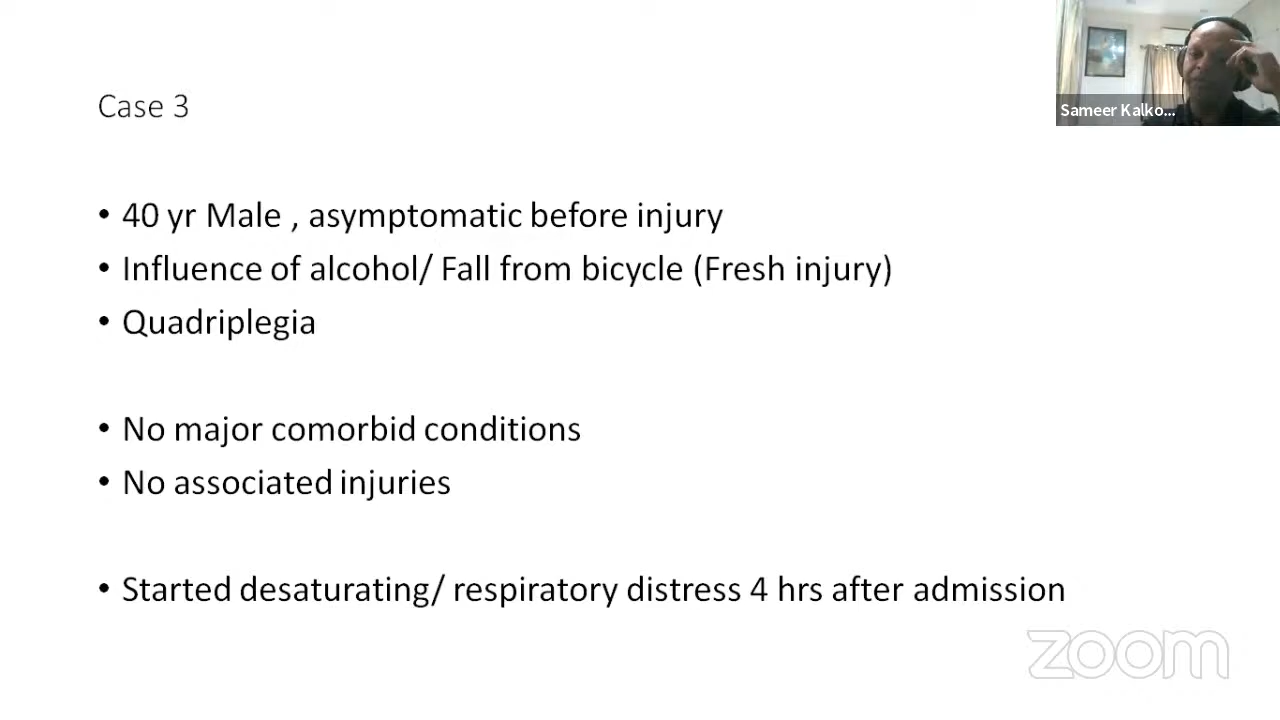 Case 3
Sameer Kalko...
• 40 yr Male , asymptomatic before injury
• Influence of alcohol/ Fall from bicycle (Fresh injury)
• Quadriplegia
• No major comorbid conditions
• No associated injuries
• Started desaturating/ respiratory distress 4 hrs after admission
zoom